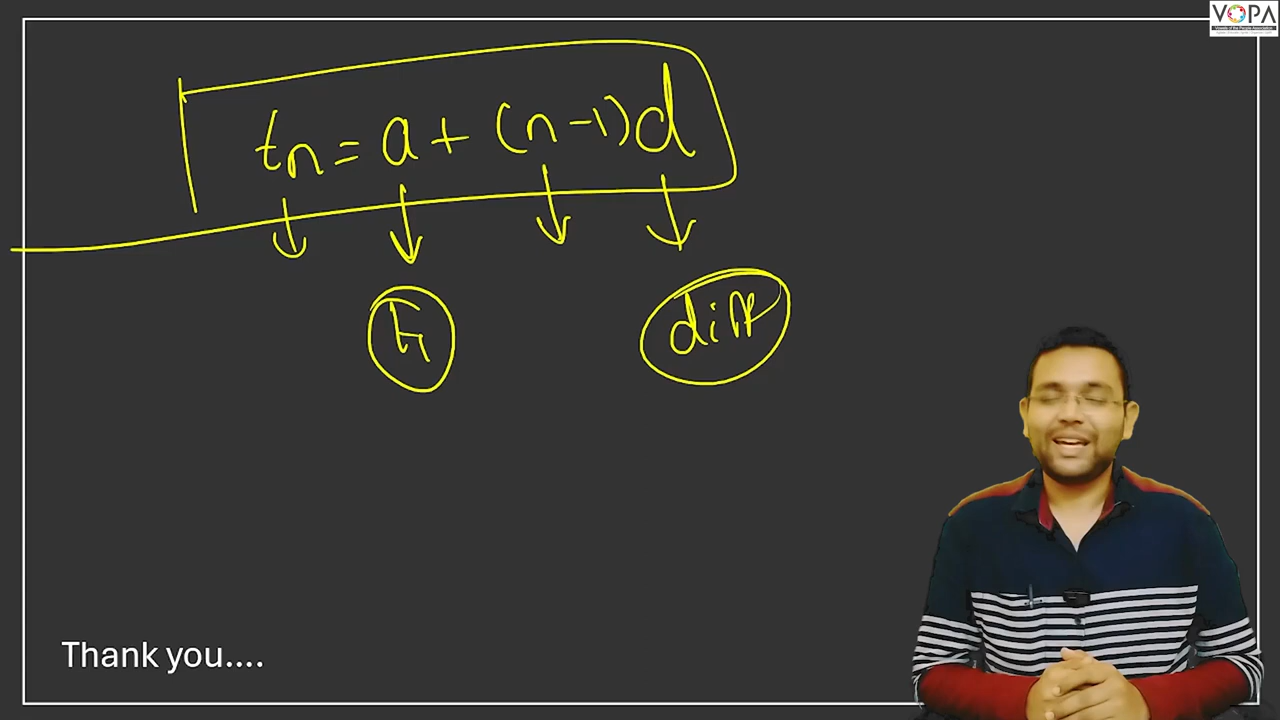 VOPA
tn = a + (n-1)d
t1
diff
Thank you....